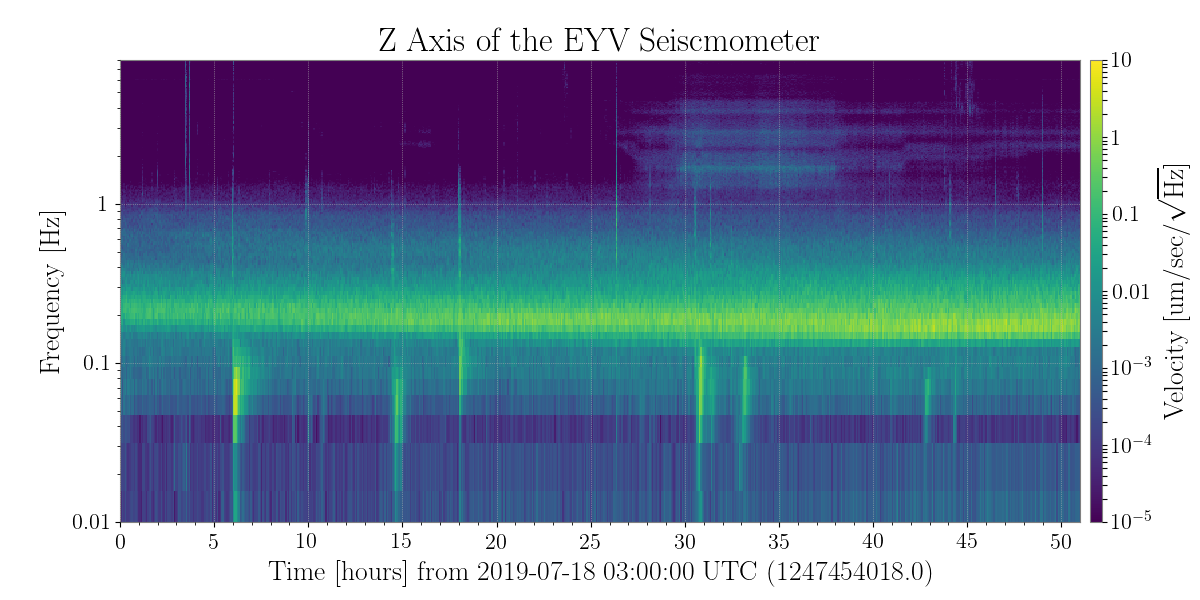 Z Axis of the EYV Seiscmometer
10
1
0.1
0.01
10⁻³
10⁻⁴
10⁻⁵
Velocity [um/sec/√Hz]
1
0.1
0.01
Frequency [Hz]
0 5 10 15 20 25 30 35 40 45 50
Time [hours] from 2019-07-18 03:00:00 UTC (1247454018.0)